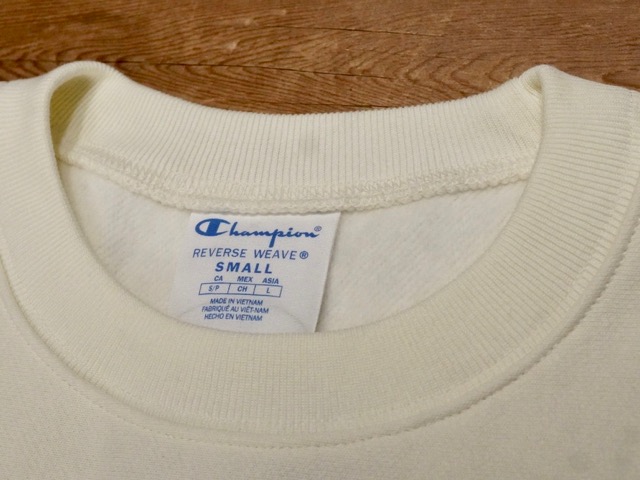 Champion®
REVERSE WEAVE®
SMALL
CA MEX ASIA
S/P CH L
MADE IN VIETNAM
FABRIQUÉ AU VIÊT-NAM
HECHO EN VIETNAM